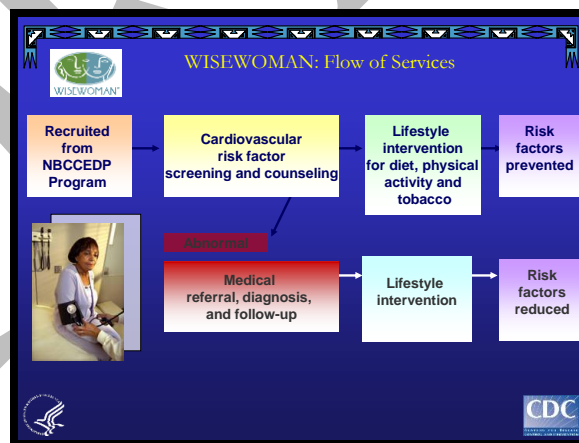 WISEWOMAN: Flow of Services
WISEWOMAN
Recruited
from
NBCCEDP
Program
Cardiovascular
risk factor
screening and counseling
Lifestyle
intervention
for diet, physical
activity and
tobacco
Risk
factors
prevented
Abnormal
Medical
referral, diagnosis,
and follow-up
Lifestyle
intervention
Risk
factors
reduced
CDC